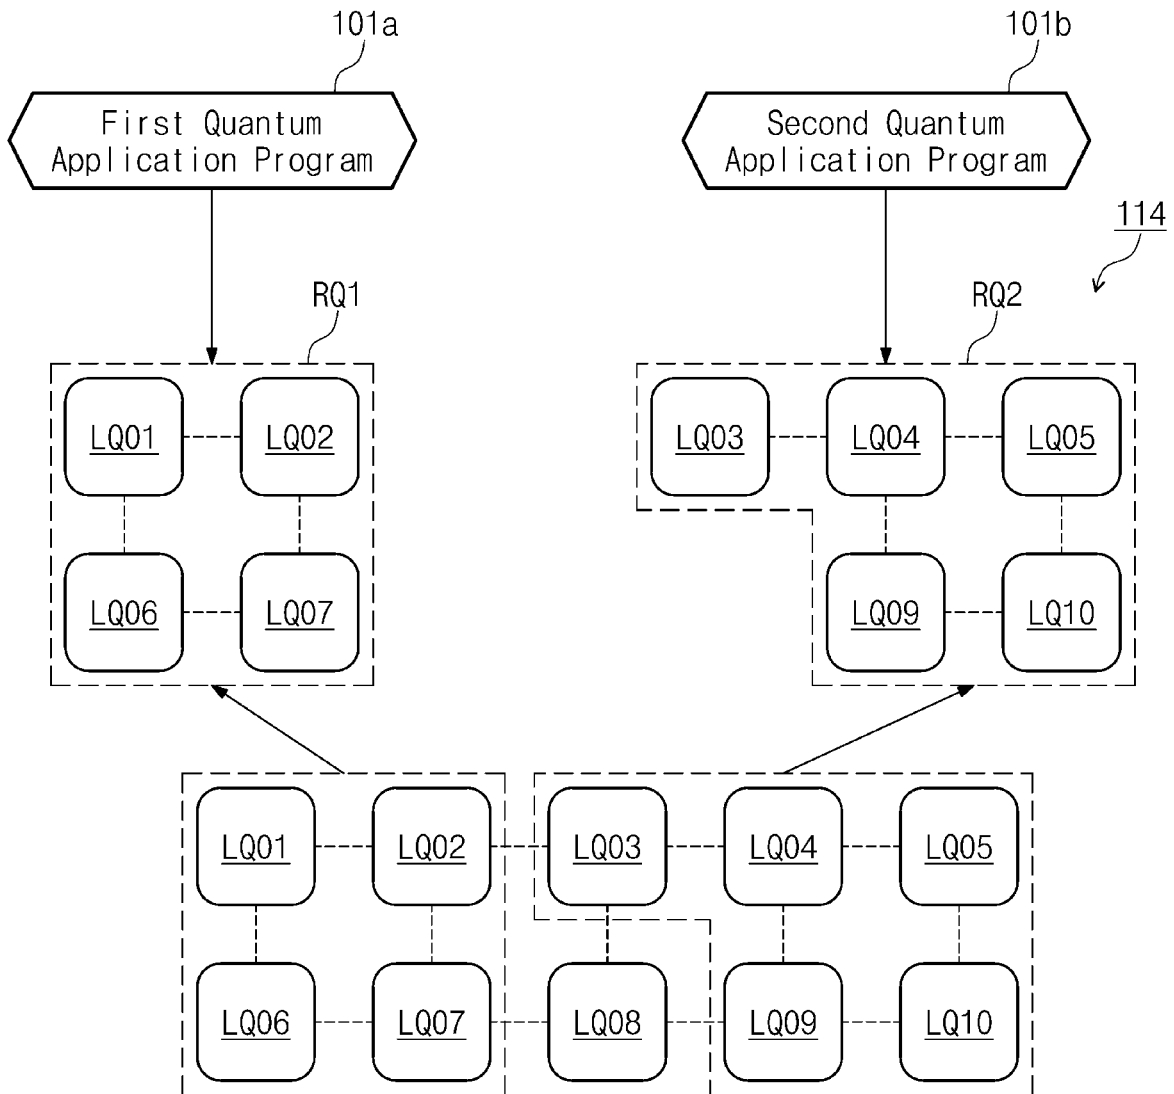 101a
101b
First Quantum
Application Program
Second Quantum
Application Program
114
RQ1
RQ2
LQ01
LQ02
LQ03
LQ04
LQ05
LQ06
LQ07
LQ09
LQ10
LQ01
LQ02
LQ03
LQ04
LQ05
LQ06
LQ07
LQ08
LQ09
LQ10